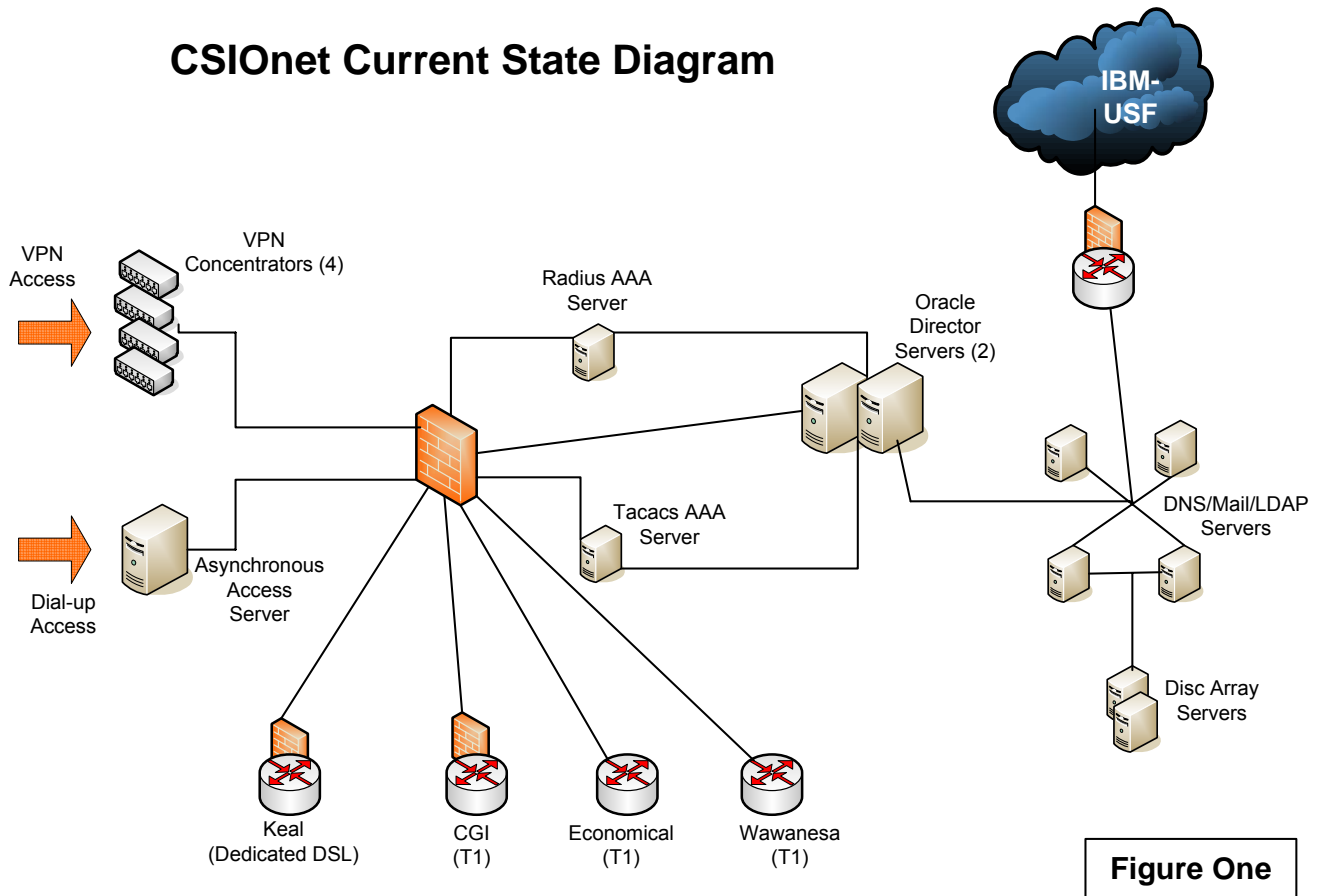 CSIOnet Current State Diagram
IBM-
USF
VPN
Access
VPN
Concentrators (4)
Radius AAA
Server
Oracle
Director
Servers (2)
DNS/Mail/LDAP
Servers
Tacacs AAA
Server
Asynchronous
Access
Server
Dial-up
Access
Disc Array
Servers
Keal
(Dedicated DSL)
CGI
(T1)
Economical
(T1)
Wawanesa
(T1)
Figure One